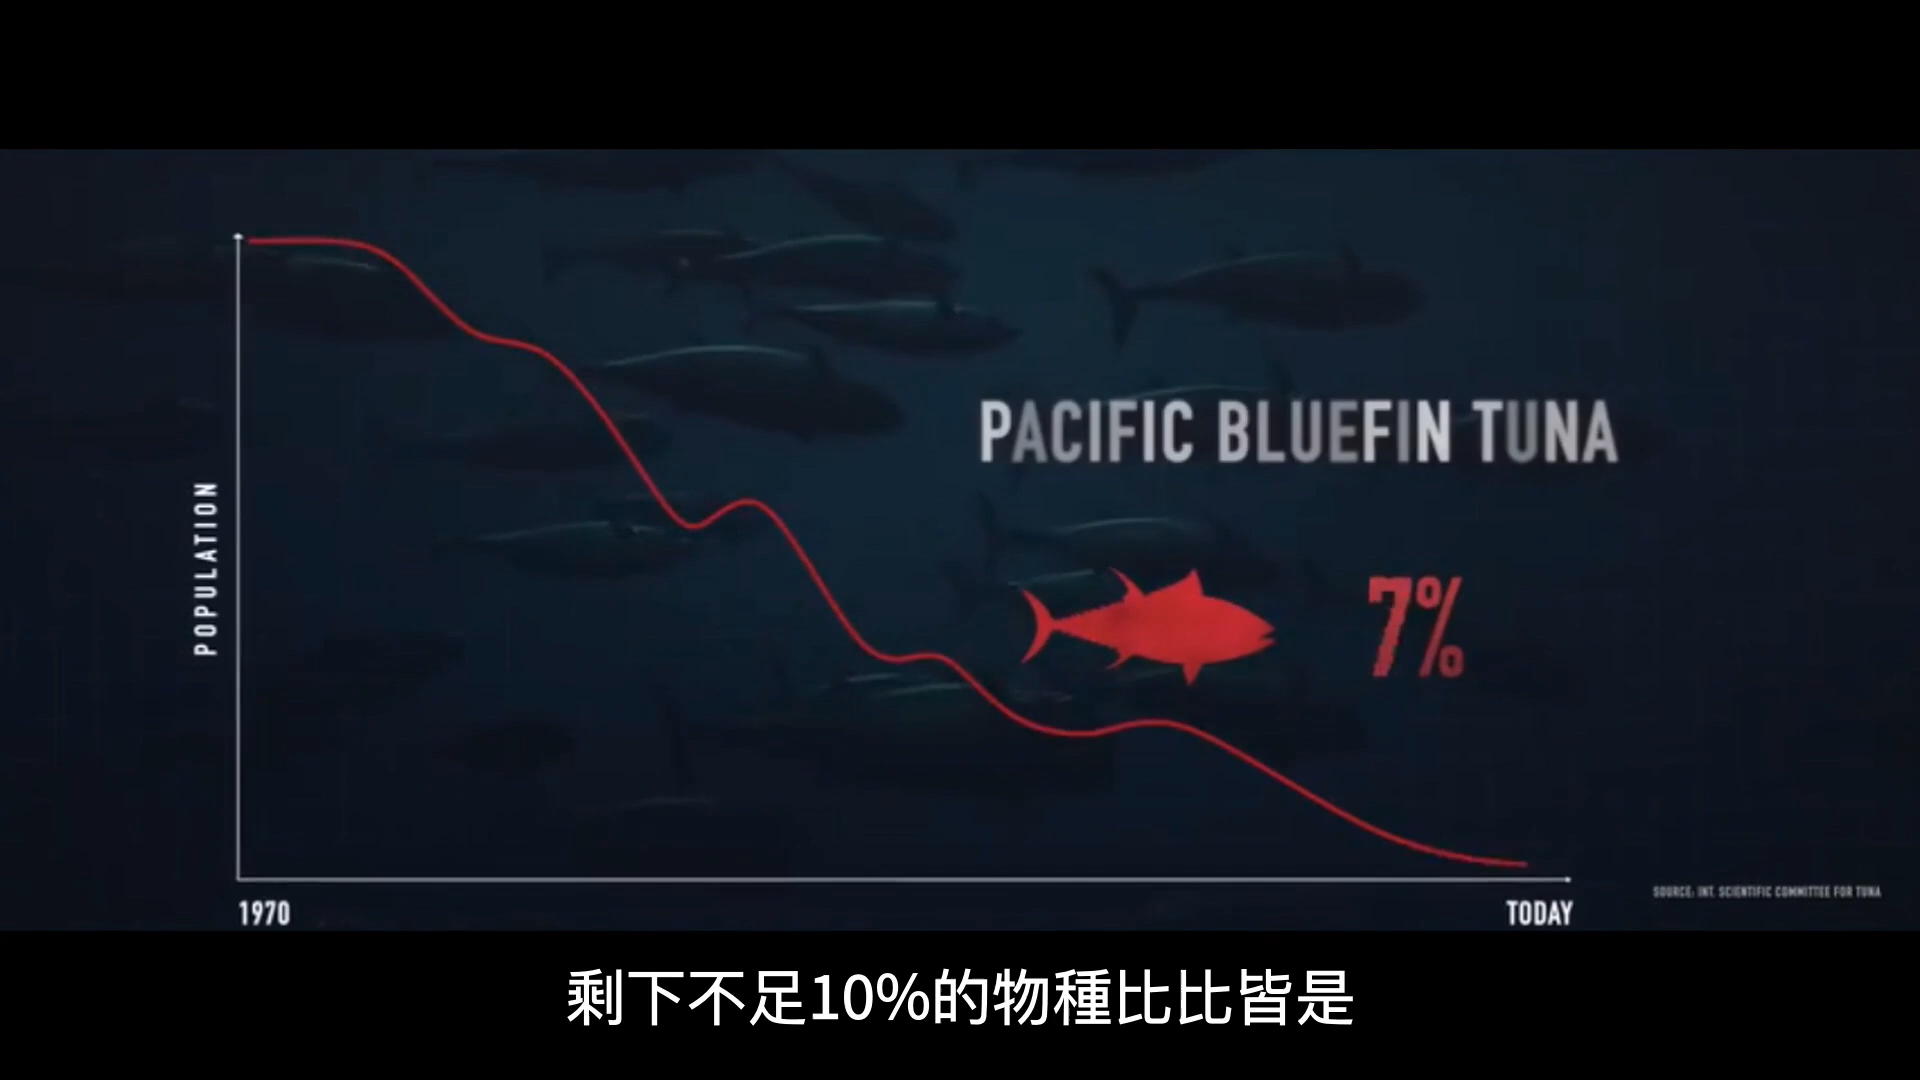 PACIFIC BLUEFIN TUNA
POPULATION
7%
SOURCE: INT. SCIENTIFIC COMMITTEE FOR TUNA
1970
TODAY
剩下不足10%的物種比比皆是